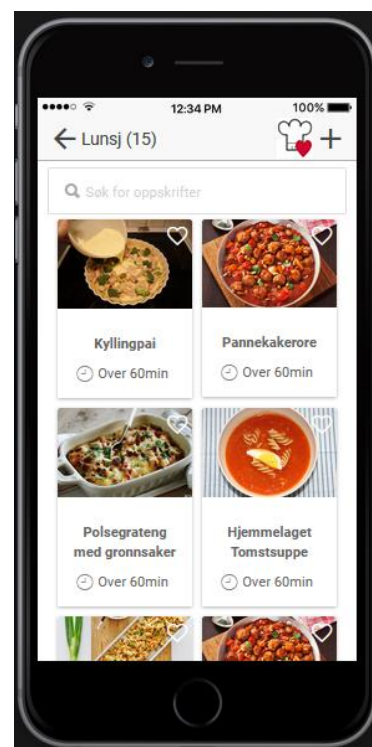 12:34 PM
100%
Lunsj (15)
Søk for oppskrifter
Kyllingpai
Over 60min
Pannekakerore
Over 60min
Polsegrateng
med gronnsaker
Over 60min
Hjemmelaget
Tomstsuppe
Over 60min